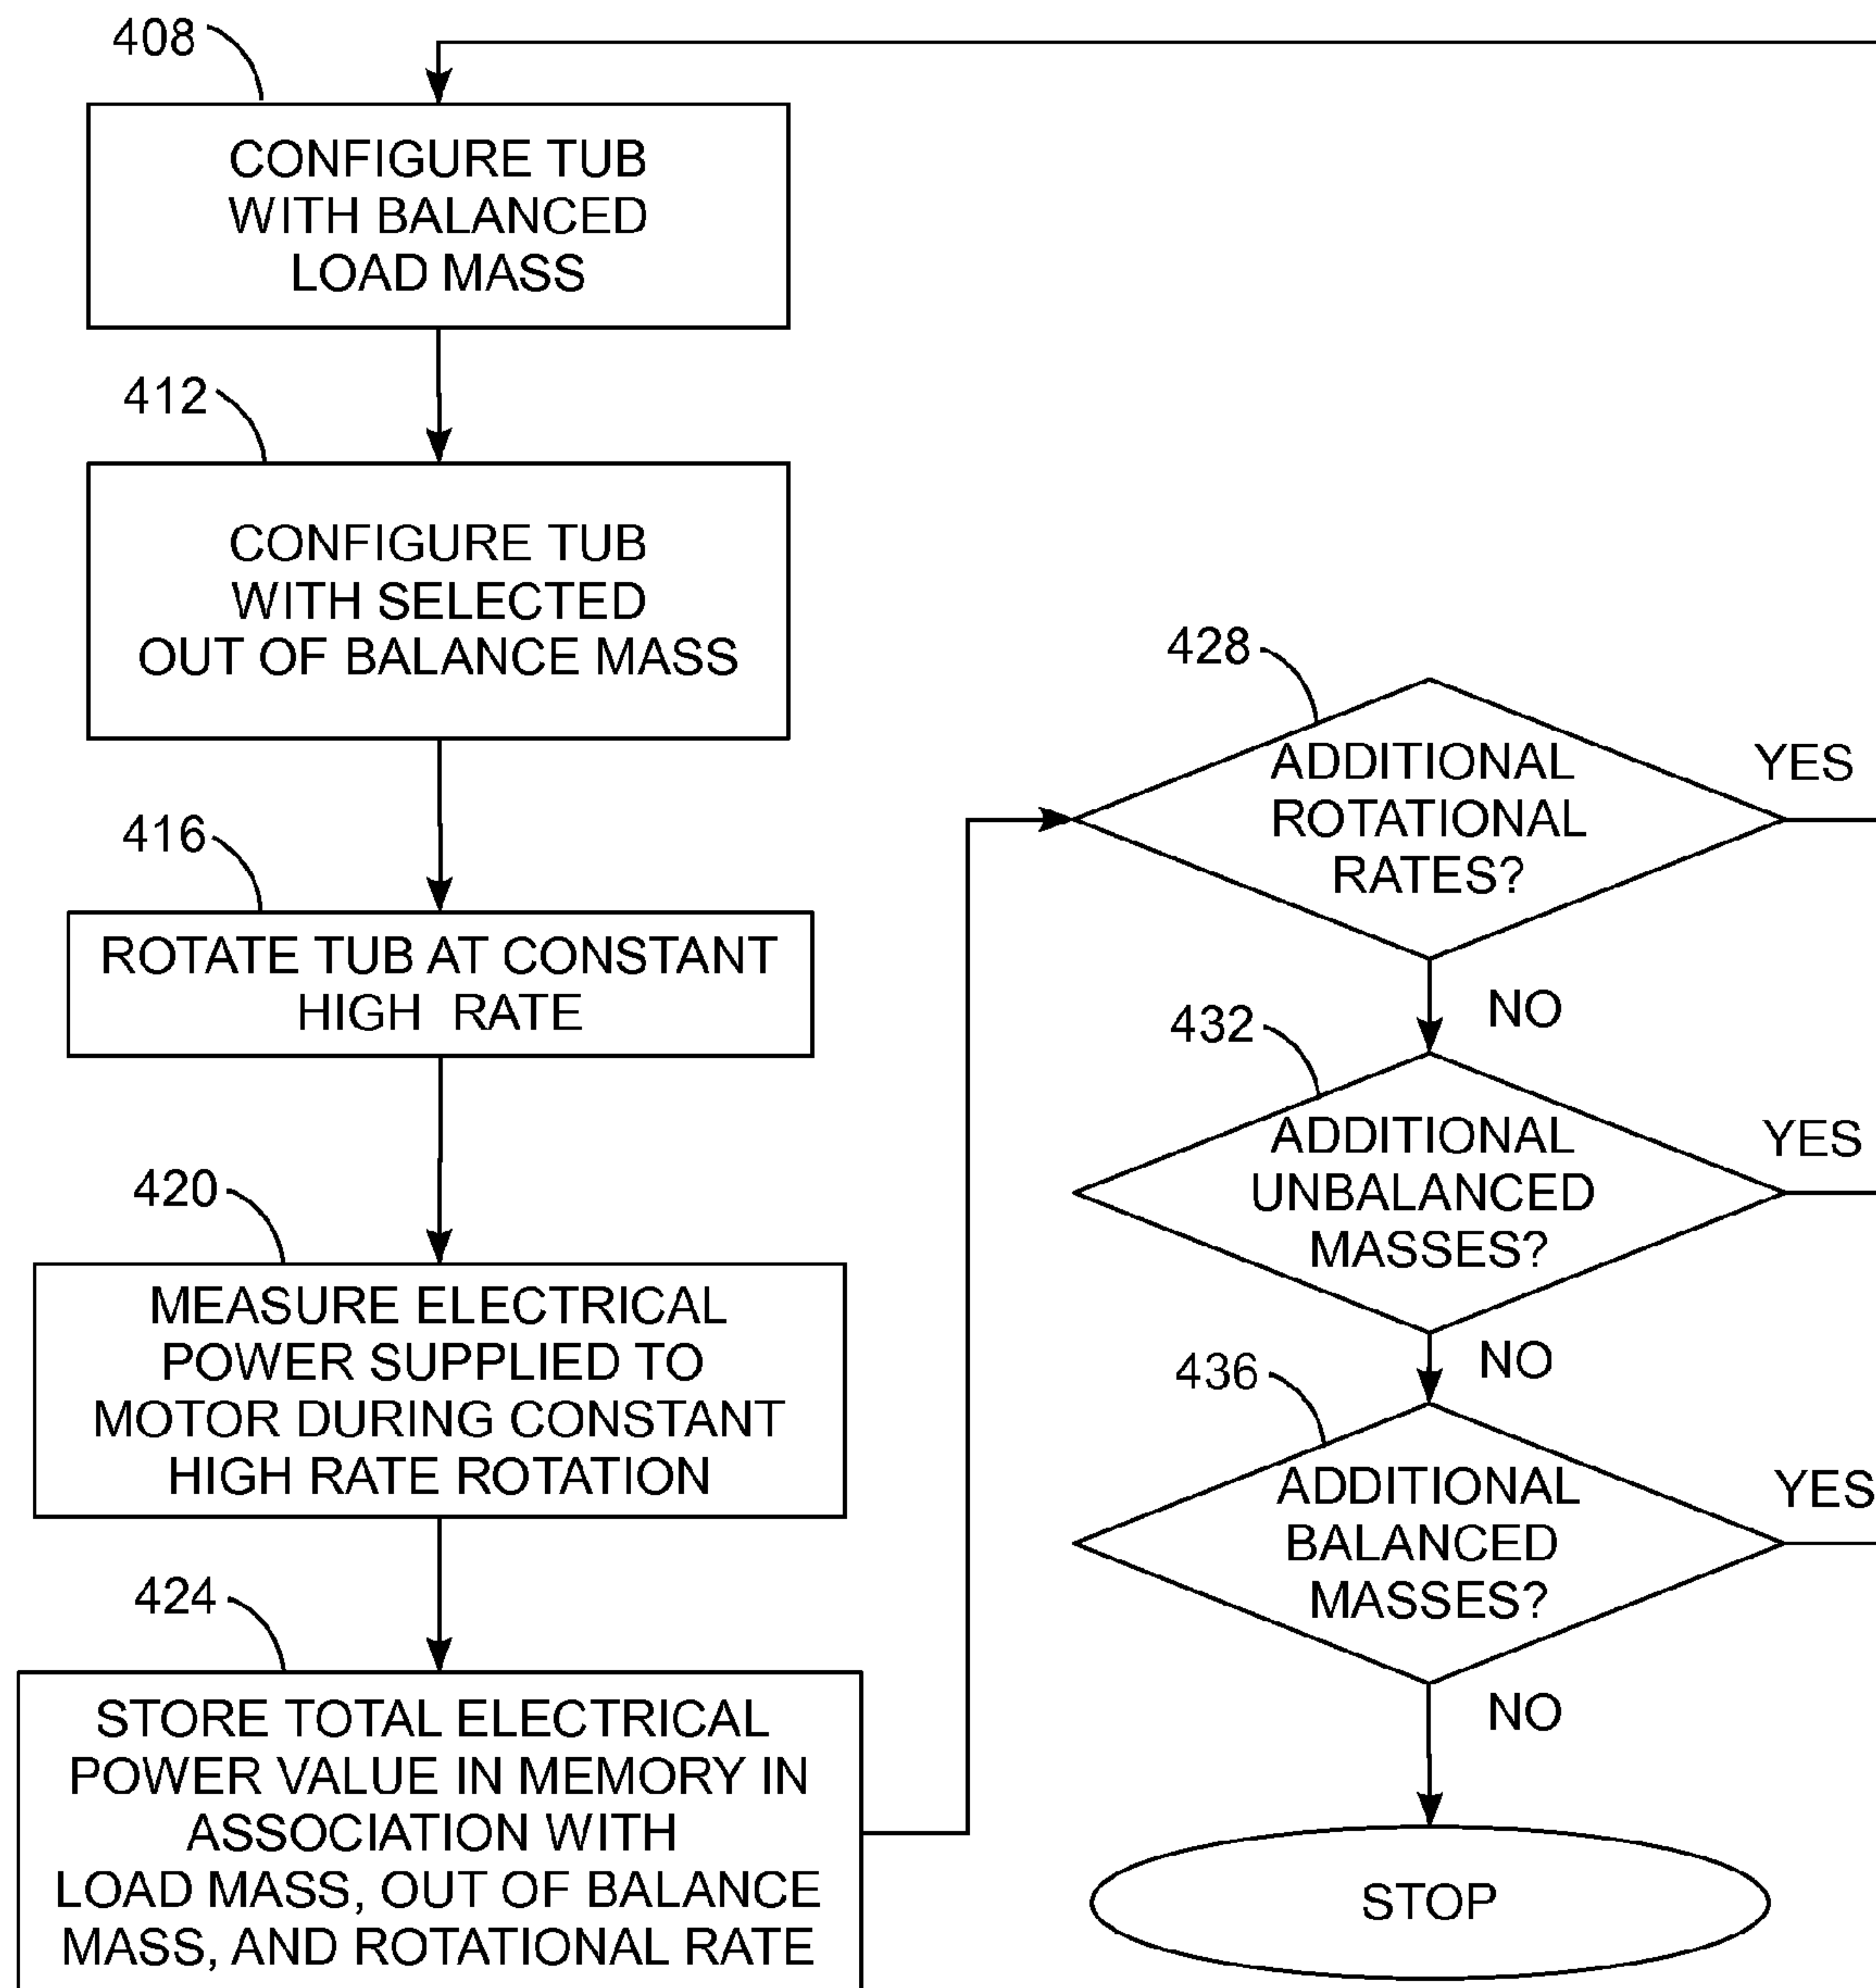 408
CONFIGURE TUB
WITH BALANCED
LOAD MASS
412
CONFIGURE TUB
WITH SELECTED
OUT OF BALANCE MASS
416
ROTATE TUB AT CONSTANT
HIGH RATE
420
MEASURE ELECTRICAL
POWER SUPPLIED TO
MOTOR DURING CONSTANT
HIGH RATE ROTATION
424
STORE TOTAL ELECTRICAL
POWER VALUE IN MEMORY IN
ASSOCIATION WITH
LOAD MASS, OUT OF BALANCE
MASS, AND ROTATIONAL RATE
428
ADDITIONAL
ROTATIONAL
RATES?
YES
NO
432
ADDITIONAL
UNBALANCED
MASSES?
YES
NO
436
ADDITIONAL
BALANCED
MASSES?
YES
NO
STOP